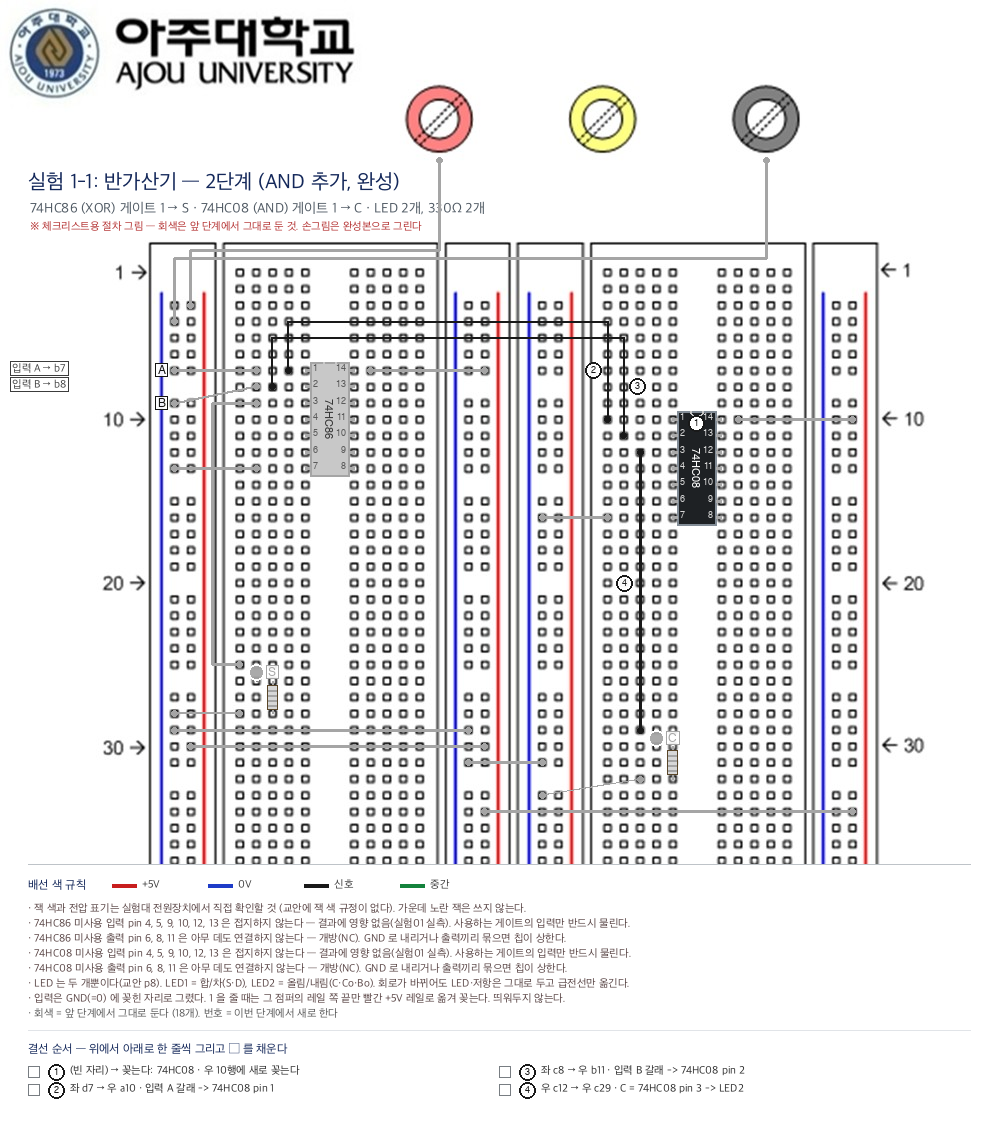 아주대학교
AJOU UNIVERSITY
아주대학교
1973
AJOU UNIVERSITY
실험 1-1: 반가산기 — 2단계 (AND 추가, 완성)
74HC86 (XOR) 게이트 1→ S · 74HC08 (AND) 게이트 1→ C · LED 2개, 330Ω 2개
※ 체크리스트용 절차 그림 — 회색은 앞 단계에서 그대로 둔 것. 손그림은 완성본으로 그린다
1 → ← 1
입력 A → b7
입력 B → b8
A
B
2
3
1 14
2 13
3 12
4 11
5 10
6 9
7 8
74HC86
10 → ← 10
1
1 14
2 13
3 12
4 11
5 10
6 9
7 8
74HC08
20 → ← 20
4
S
C
30 → ← 30
배선 색 규칙 +5V 0V 신호 중간
· 잭 색과 전압 표기는 실험대 전원장치에서 직접 확인할 것 (교안에 잭 색 규정이 없다). 가운데 노란 잭은 쓰지 않는다.
· 74HC86 미사용 입력 pin 4, 5, 9, 10, 12, 13 은 접지하지 않는다 — 결과에 영향 없음(실험01 실측). 사용하는 게이트의 입력만 반드시 물린다.
· 74HC86 미사용 출력 pin 6, 8, 11 은 아무 데도 연결하지 않는다 — 개방(NC). GND 로 내리거나 출력끼리 묶으면 칩이 상한다.
· 74HC08 미사용 입력 pin 4, 5, 9, 10, 12, 13 은 접지하지 않는다 — 결과에 영향 없음(실험01 실측). 사용하는 게이트의 입력만 반드시 물린다.
· 74HC08 미사용 출력 pin 6, 8, 11 은 아무 데도 연결하지 않는다 — 개방(NC). GND 로 내리거나 출력끼리 묶으면 칩이 상한다.
· LED 는 두 개뿐이다(교안 p8). LED1 = 합/차(S·D), LED2 = 올림/내림(C·Co·Bo). 회로가 바뀌어도 LED·저항은 그대로 두고 급전선만 옮긴다.
· 입력은 GND(=0) 에 꽂힌 자리로 그렸다. 1 을 줄 때는 그 점퍼의 레일 쪽 끝만 빨간 +5V 레일로 옮겨 꽂는다. 띄워두지 않는다.
· 회색 = 앞 단계에서 그대로 둔다 (18개). 번호 = 이번 단계에서 새로 한다
결선 순서 — 위에서 아래로 한 줄씩 그리고 □ 를 채운다
□ 1 (빈 자리) → 꽂는다: 74HC08 · 우 10행에 새로 꽂는다
□ 2 좌 d7 → 우 a10 · 입력 A 갈래 -> 74HC08 pin 1
□ 3 좌 c8 → 우 b11 · 입력 B 갈래 -> 74HC08 pin 2
□ 4 우 c12 → 우 c29 · C = 74HC08 pin 3 -> LED2